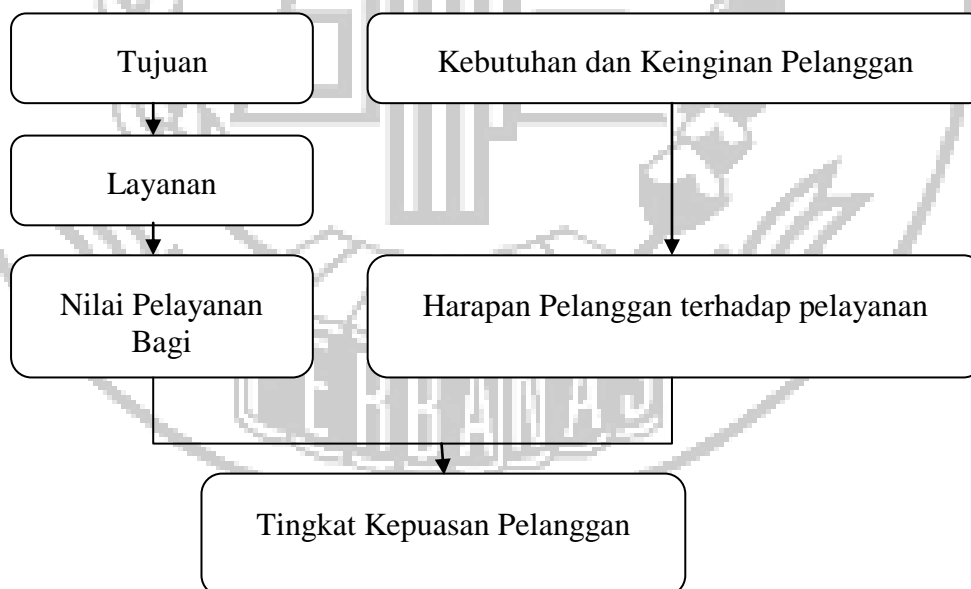 Tujuan
Kebutuhan dan Keinginan Pelanggan
Layanan
Nilai Pelayanan
Bagi
Harapan Pelanggan terhadap pelayanan
Tingkat Kepuasan Pelanggan